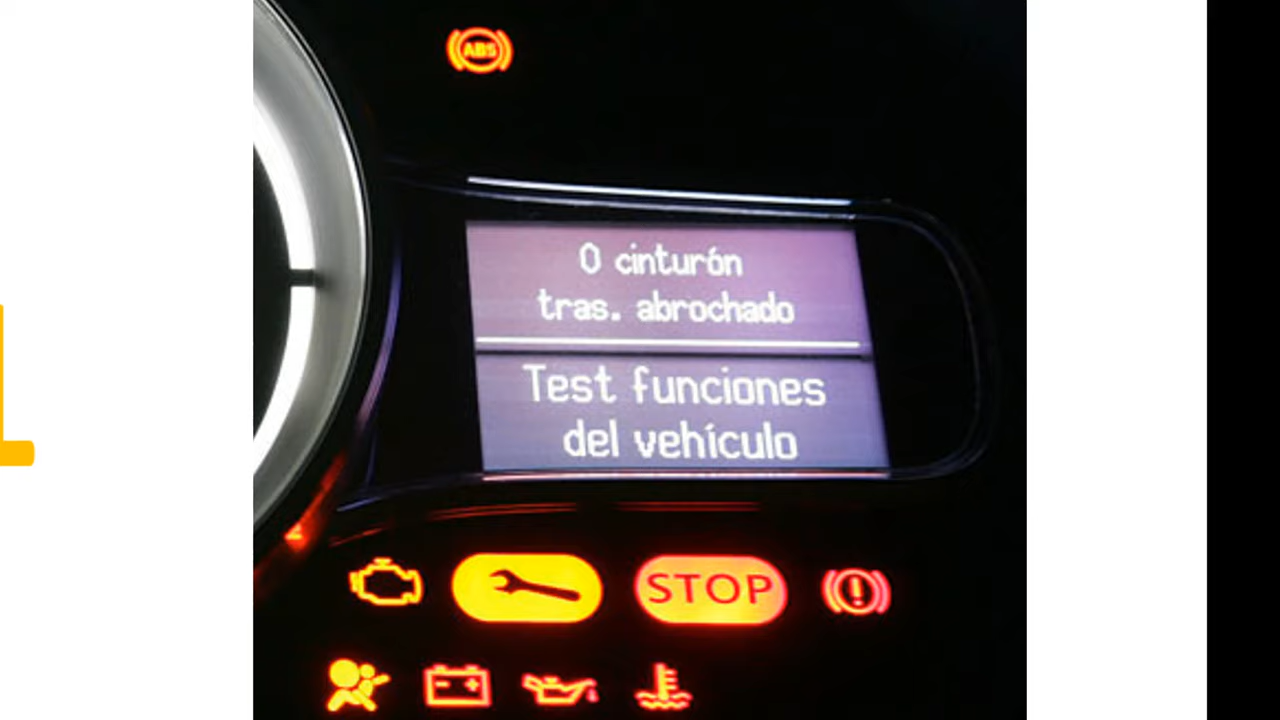 ABS
0 cinturón
tras. abrochado
Test funciones
del vehículo
STOP